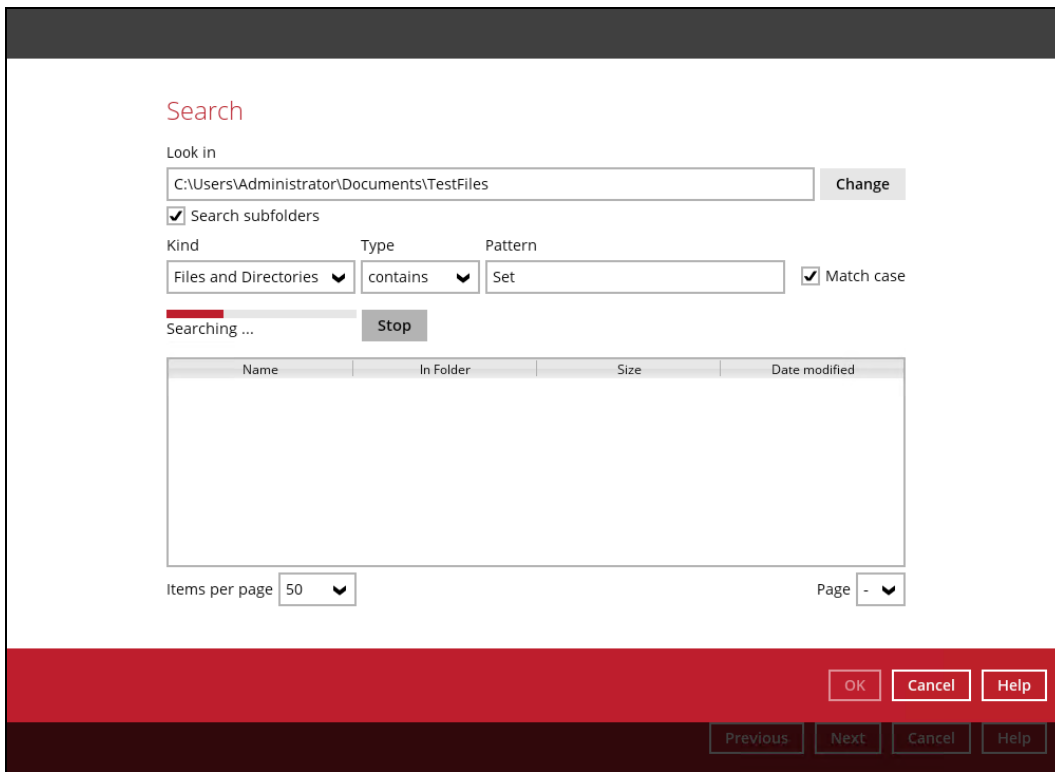 Search
Look in
C:\Users\Administrator\Documents\TestFiles Change
Search subfolders
Kind Type Pattern
Files and Directories contains Set Match case
Searching ... Stop
Name In Folder Size Date modified
Items per page 50 Page -
OK Cancel Help
Previous Next Cancel Help